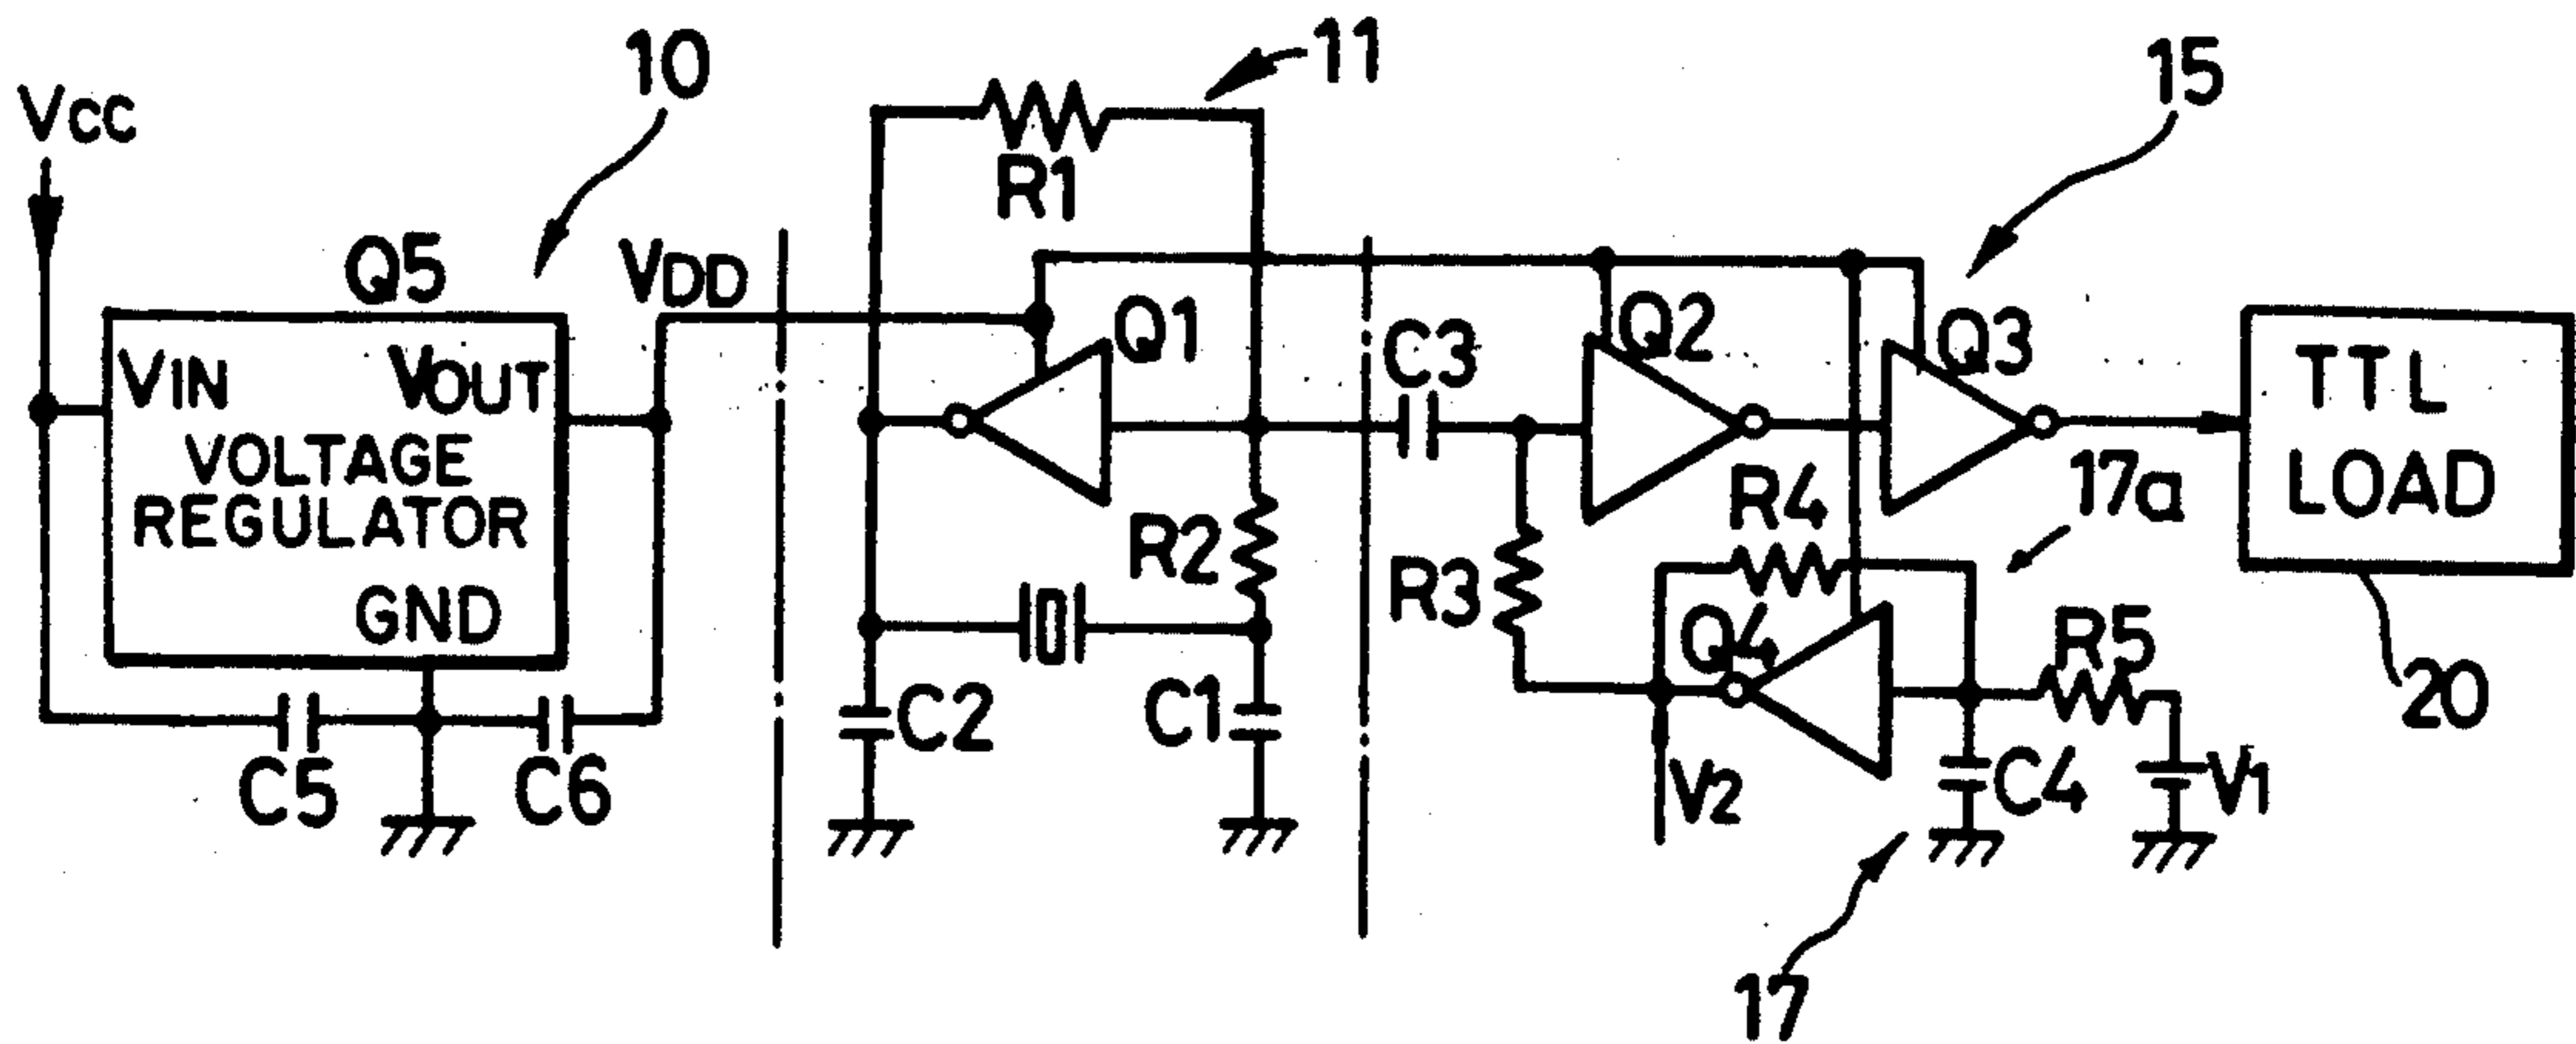 10
11
15
VCC
R1
Q5
VDD
Q1
C3
Q2
Q3
VIN
VOUT
VOLTAGE
REGULATOR
GND
TTL
LOAD
R2
R3
R4
17a
Q4
R5
20
C5
C6
C2
C1
V2
C4
V1
17